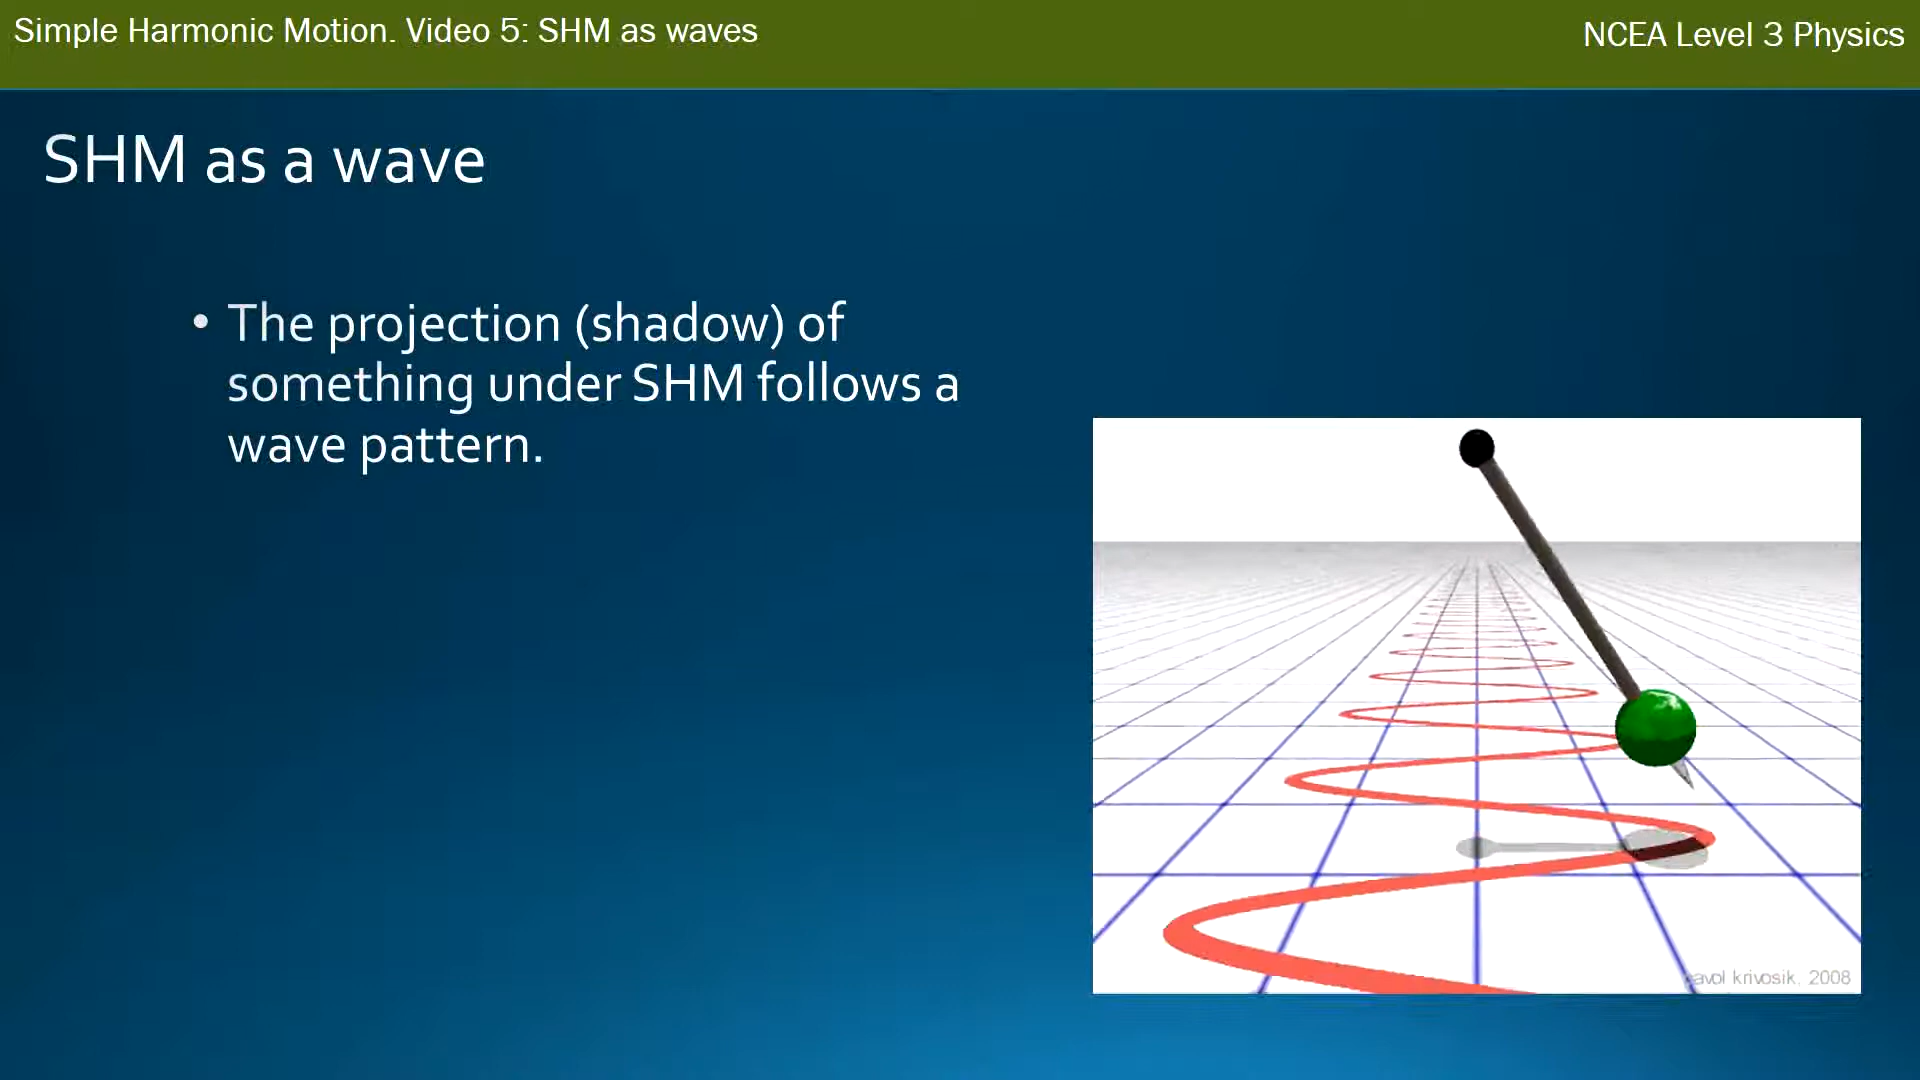 Simple Harmonic Motion. Video 5: SHM as waves
NCEA Level 3 Physics
SHM as a wave
• The projection (shadow) of
something under SHM follows a
wave pattern.
krivosik, 2008